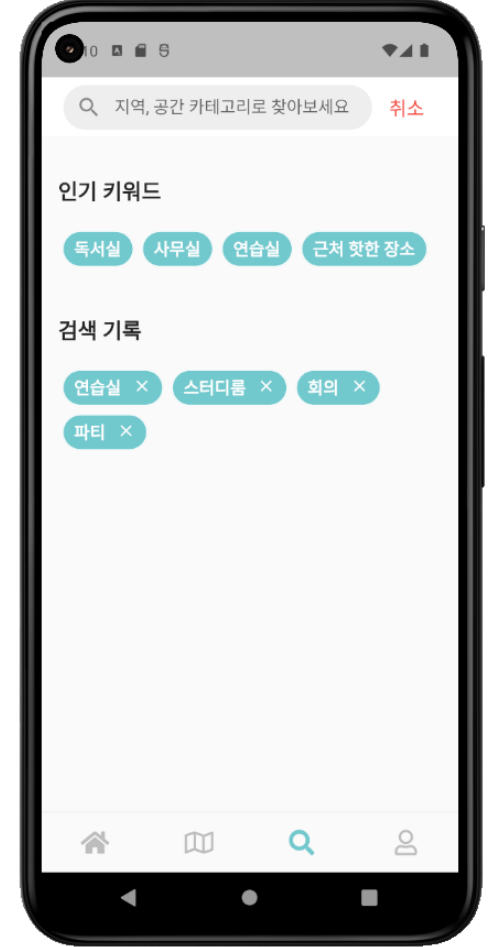 10
지역, 공간 카테고리로 찾아보세요 취소
인기 키워드
독서실 사무실 연습실 근처 핫한 장소
검색 기록
연습실 × 스터디룸 × 회의 ×
파티 ×